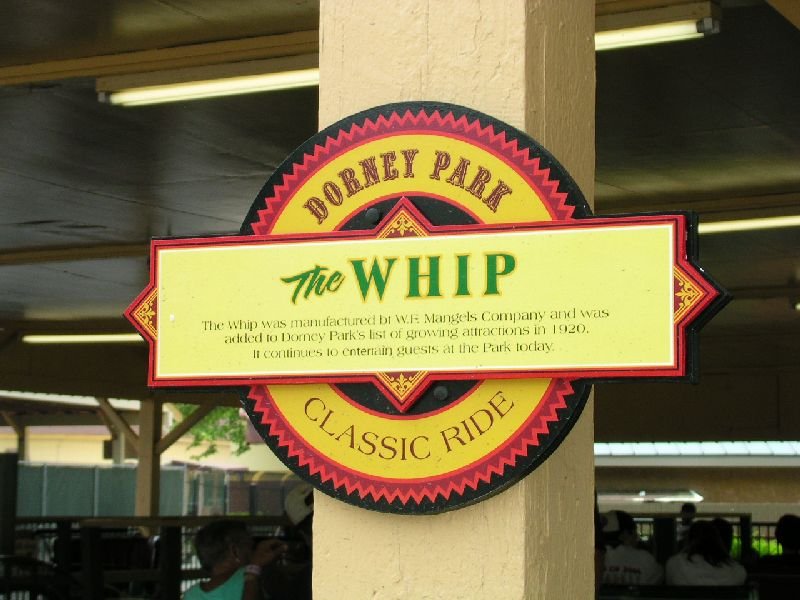 DORNEY PARK
The WHIP
The Whip was manufactured bt W.F. Mangels Company and was
added to Dorney Park's list of growing attractions in 1920.
It continues to entertain guests at the Park today.
CLASSIC RIDE